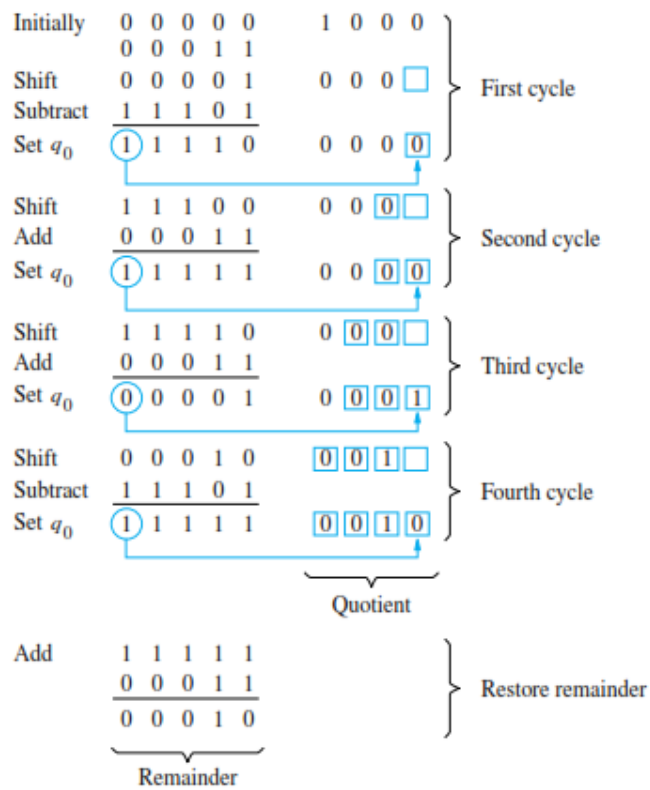 Initially 0 0 0 0 0 1 0 0 0
0 0 0 1 1
Shift 0 0 0 0 1 0 0 0
Subtract 1 1 1 0 1
First cycle
Set q0 1 1 1 1 0 0 0 0 0
Shift 1 1 1 0 0 0 0 0
Add 0 0 0 1 1
Second cycle
Set q0 1 1 1 1 1 0 0 0 0
Shift 1 1 1 1 0 0 0 0
Add 0 0 0 1 1
Third cycle
Set q0 0 0 0 0 1 0 0 0 1
Shift 0 0 0 1 0 0 0 1
Subtract 1 1 1 0 1
Fourth cycle
Set q0 1 1 1 1 1 0 0 1 0
Quotient
Add 1 1 1 1 1
0 0 0 1 1
Restore remainder
0 0 0 1 0
Remainder